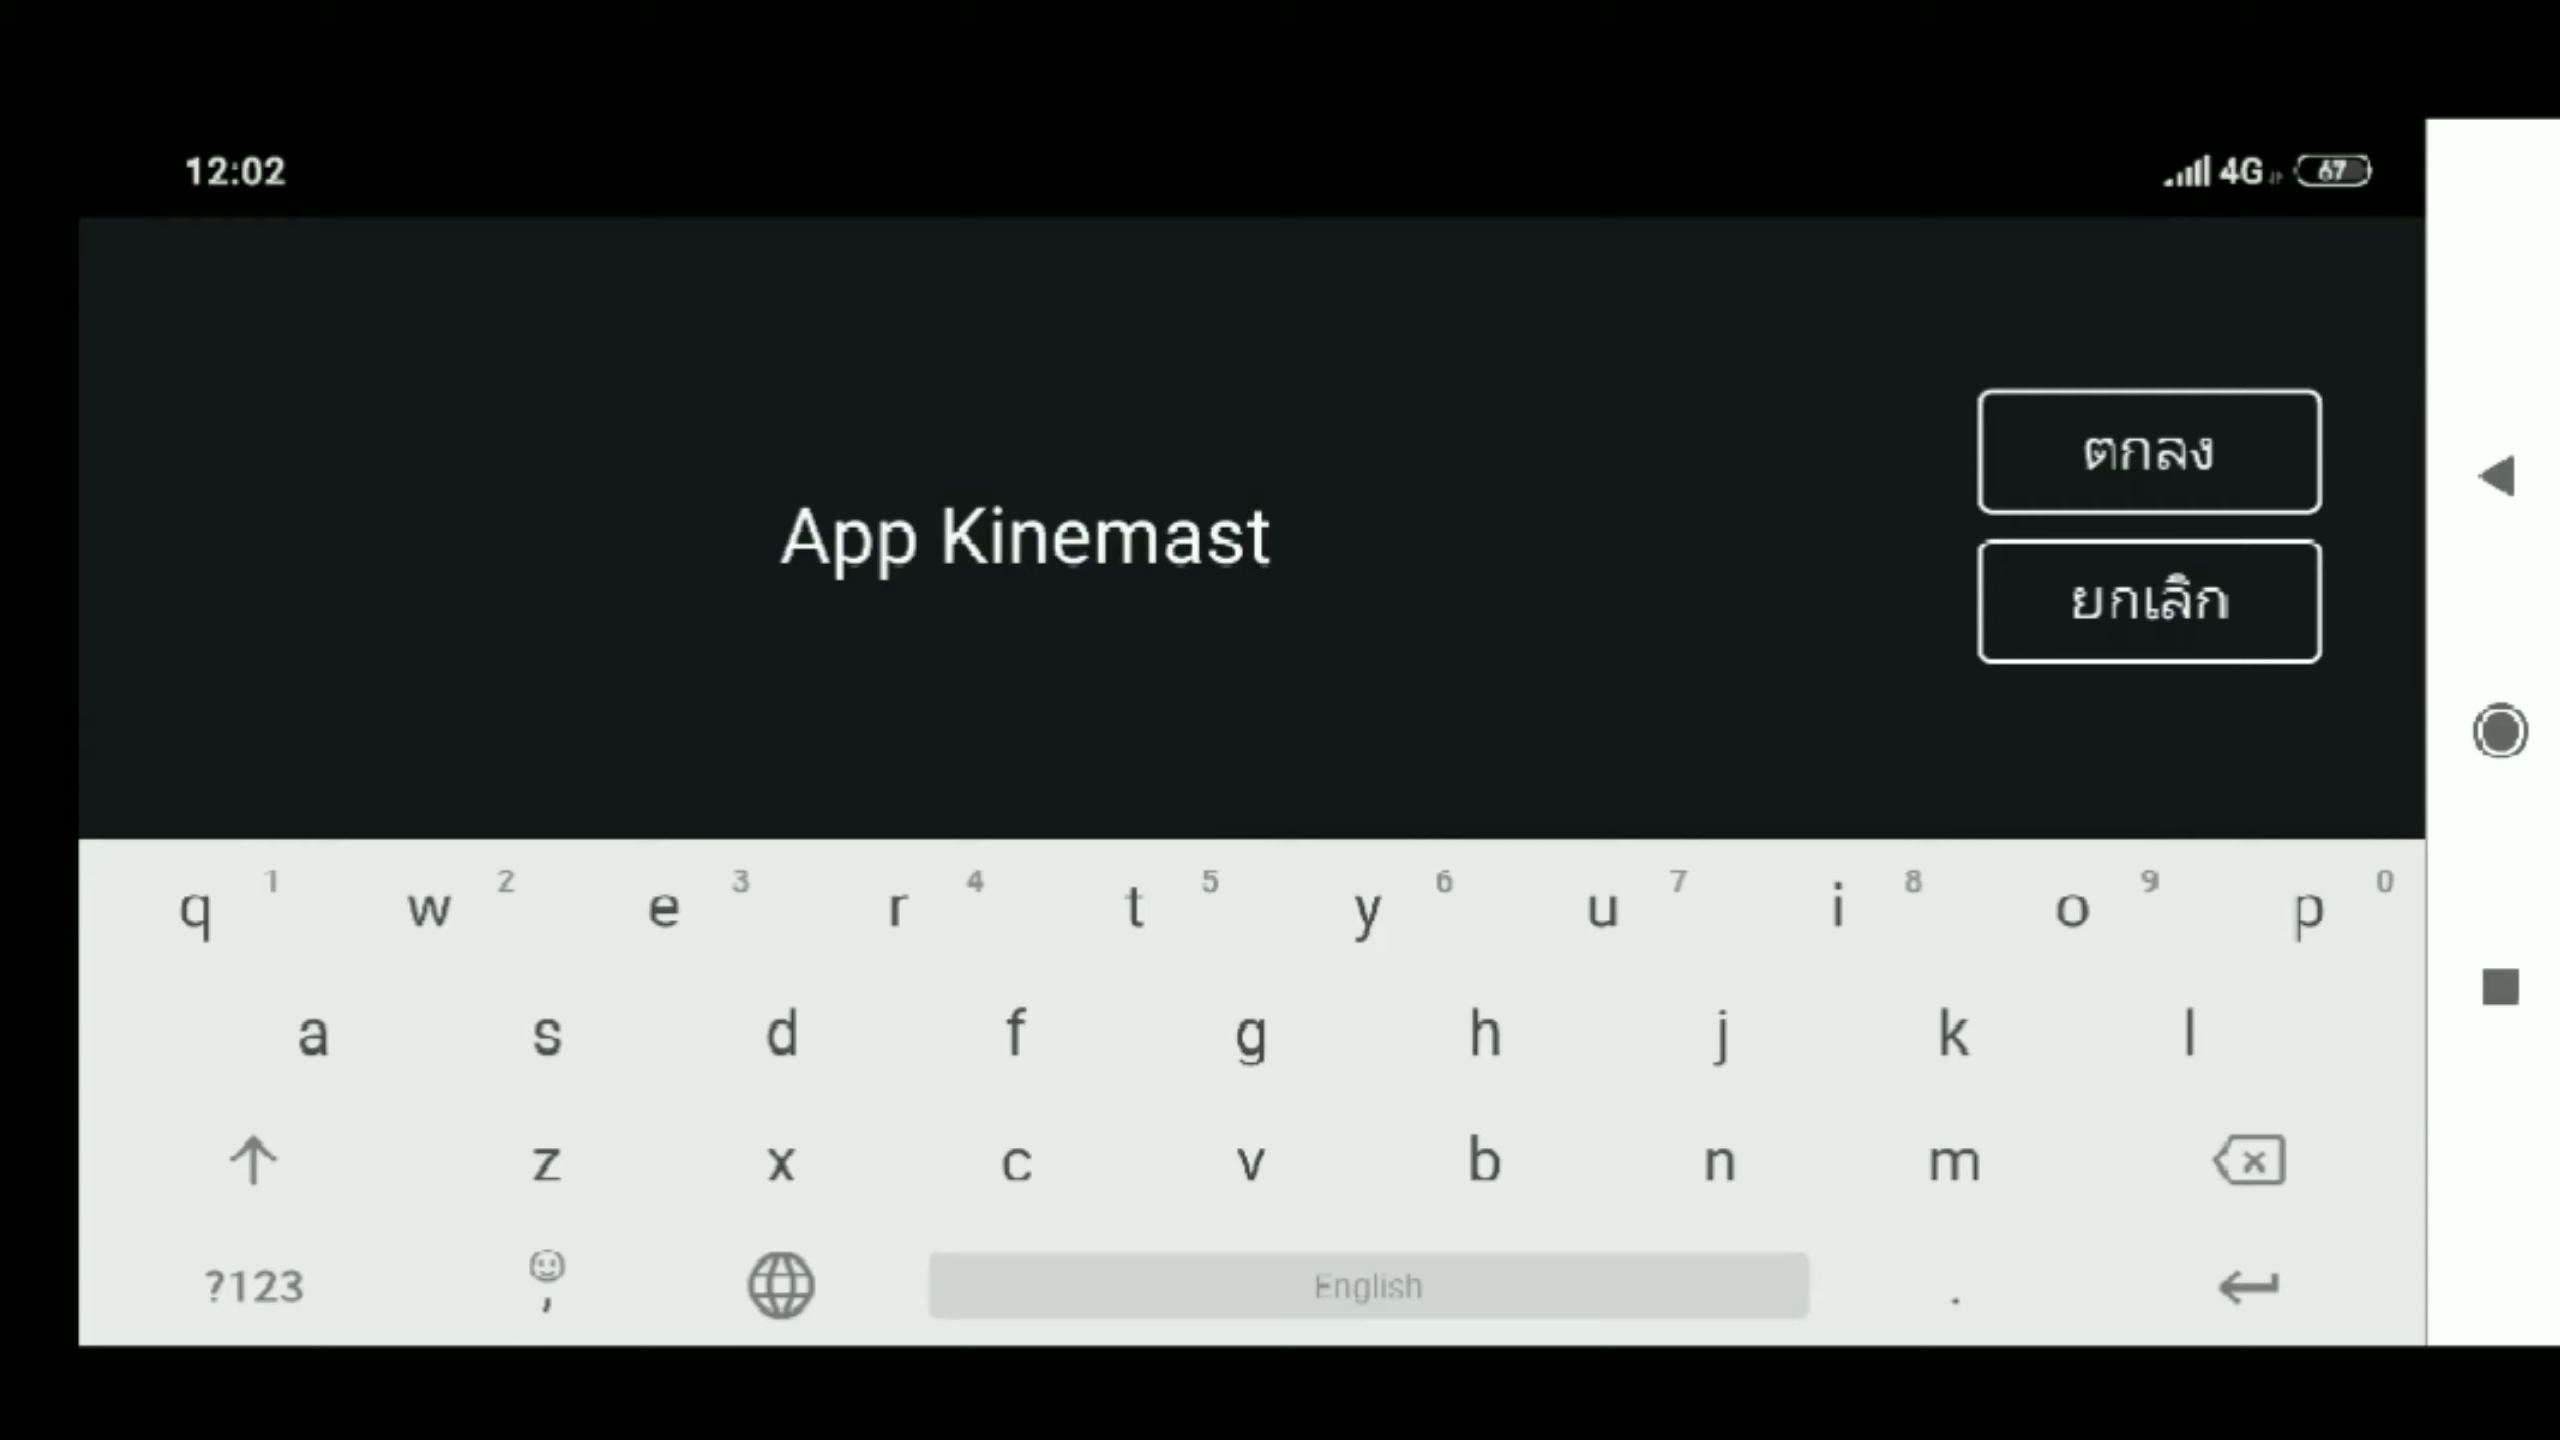 12:02
4G 67
App Kinemast
ตกลง
ยกเลิก
q 1 w 2 e 3 r 4 t 5 y 6 u 7 i 8 o 9 p 0
a s d f g h j k l
z x c v b n m
?123 , English .